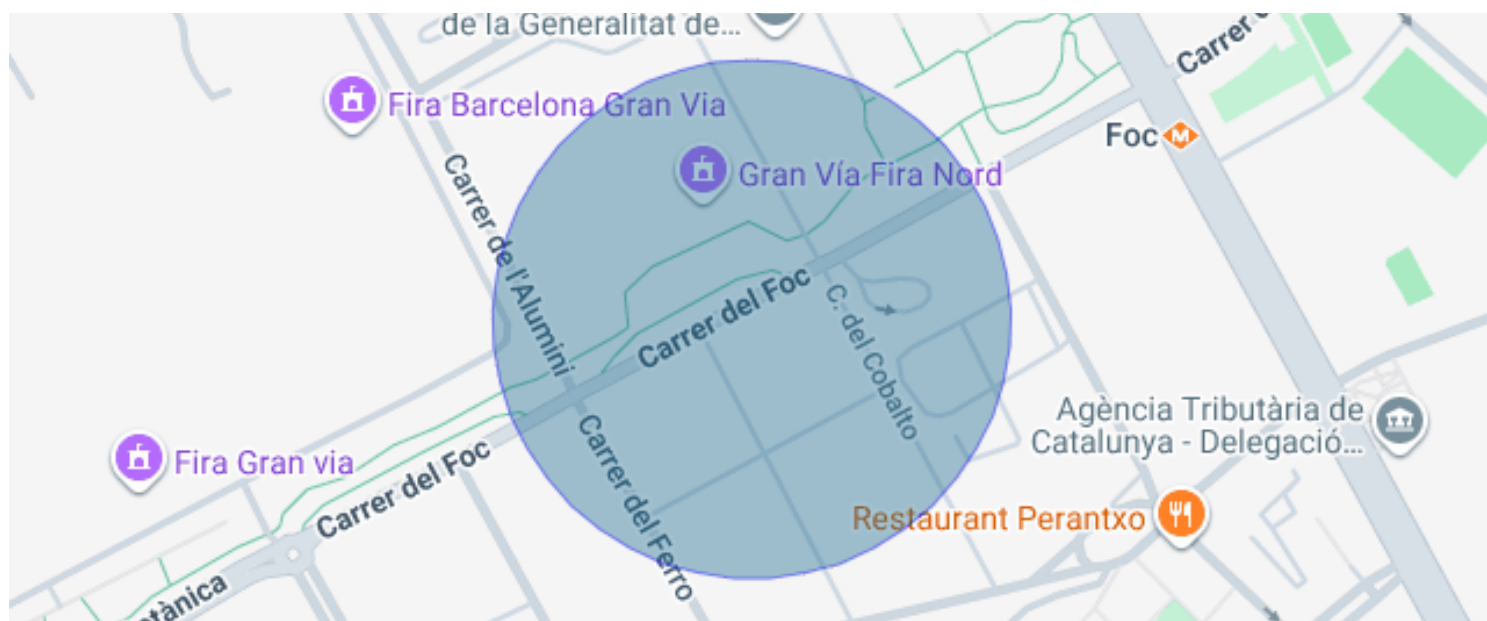 de la Generalitat de...
Carrer
Fira Barcelona Gran Via
Foc
M
Gran Vía Fira Nord
Carrer de l'Alumini
Carrer del Foc
C. del Cobalto
Agència Tributària de
Catalunya - Delegació...
Fira Gran via
Carrer del Foc
Carrer del Ferro
Restaurant Perantxo
tànica